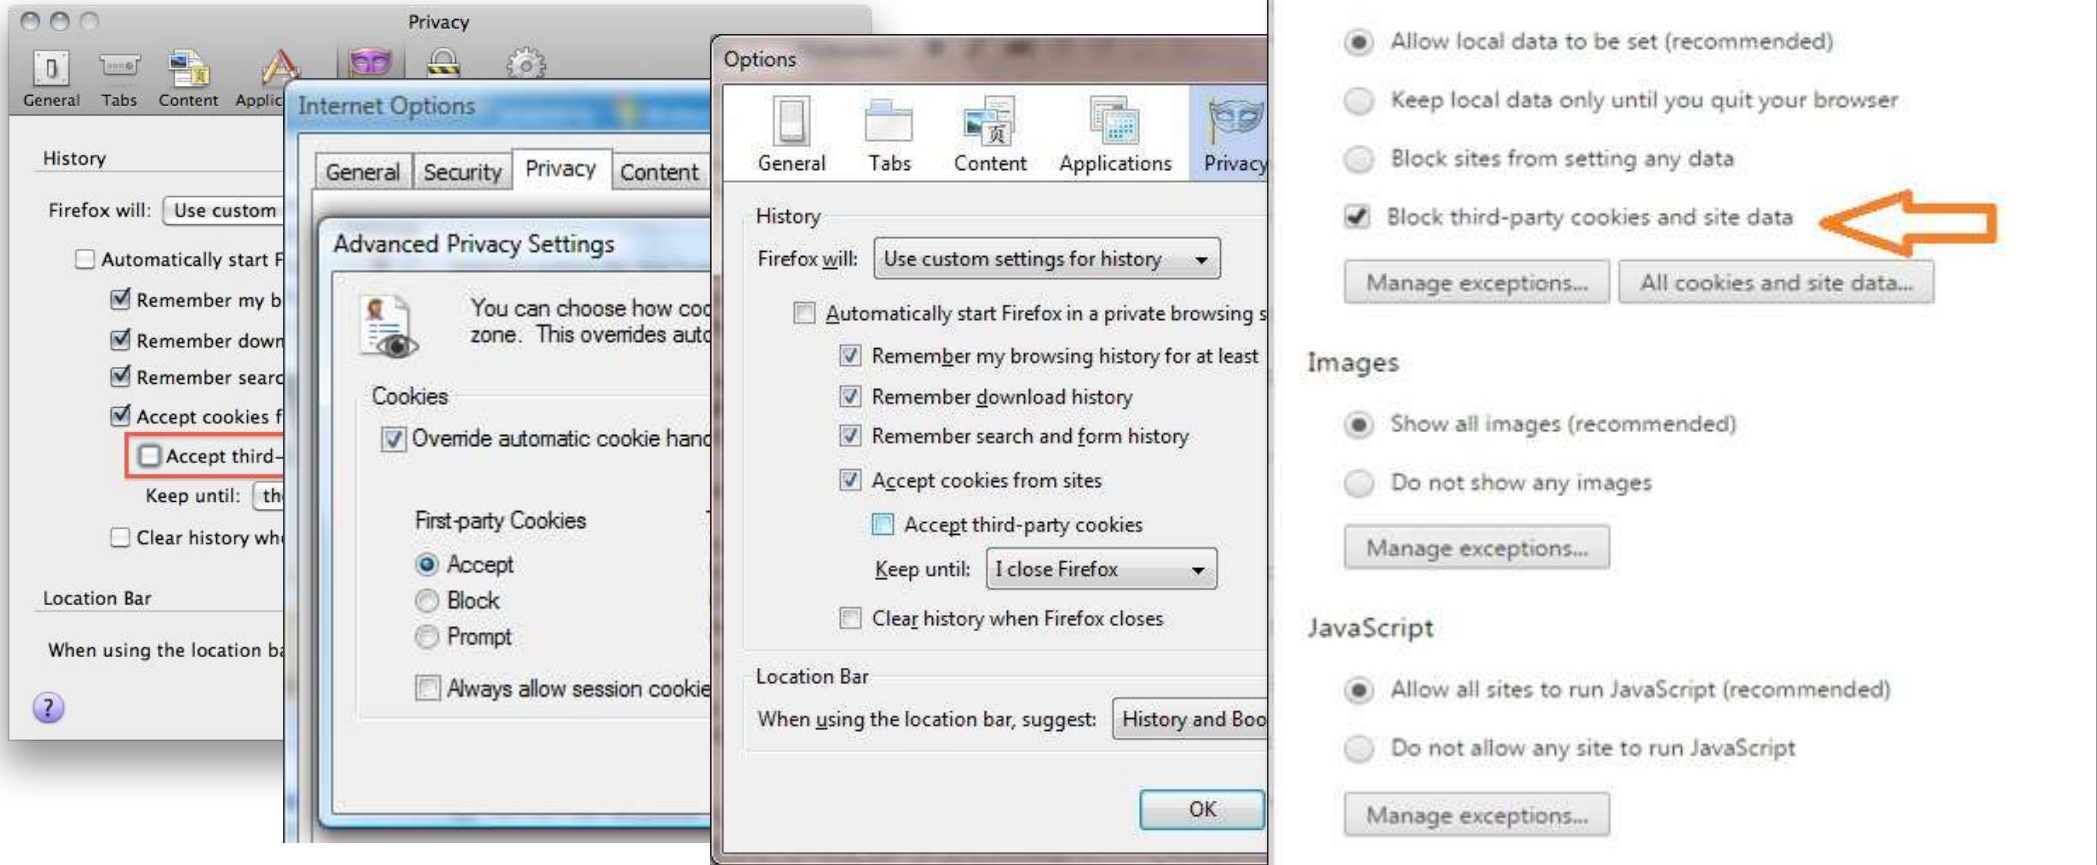 Privacy
General Tabs Content Applic
History
Firefox will: Use custom
Automatically start F
Remember my b
Remember down
Remember searc
Accept cookies f
Accept third-
Keep until: th
Clear history wh
Location Bar
When using the location ba
?
Internet Options
General Security Privacy Content
Advanced Privacy Settings
You can choose how coo
zone. This overrides auto
Cookies
Override automatic cookie hand
First-party Cookies
Accept
Block
Prompt
Always allow session cookie
Options
General Tabs Content Applications Privacy
页
History
Firefox will: Use custom settings for history
Automatically start Firefox in a private browsing s
Remember my browsing history for at least
Remember download history
Remember search and form history
Accept cookies from sites
Accept third-party cookies
Keep until: I close Firefox
Clear history when Firefox closes
Location Bar
When using the location bar, suggest: History and Boo
OK
Allow local data to be set (recommended)
Keep local data only until you quit your browser
Block sites from setting any data
Block third-party cookies and site data
Manage exceptions... All cookies and site data...
Images
Show all images (recommended)
Do not show any images
Manage exceptions...
JavaScript
Allow all sites to run JavaScript (recommended)
Do not allow any site to run JavaScript
Manage exceptions...